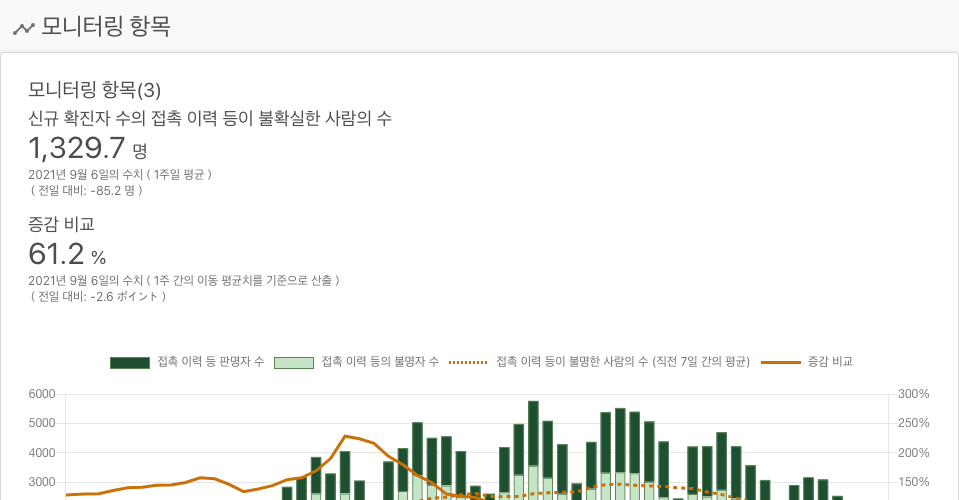 모니터링 항목
모니터링 항목(3)
신규 확진자 수의 접촉 이력 등이 불확실한 사람의 수
1,329.7 명
2021년 9월 6일의 수치 ( 1주일 평균 )
( 전일 대비: -85.2 명 )
증감 비교
61.2 %
2021년 9월 6일의 수치 ( 1주 간의 이동 평균치를 기준으로 산출 )
( 전일 대비: -2.6 ポイント )
접촉 이력 등 판명자 수 접촉 이력 등의 불명자 수 접촉 이력 등이 불명한 사람의 수 (직전 7일 간의 평균) 증감 비교
6000 300%
5000 250%
4000 200%
3000 150%